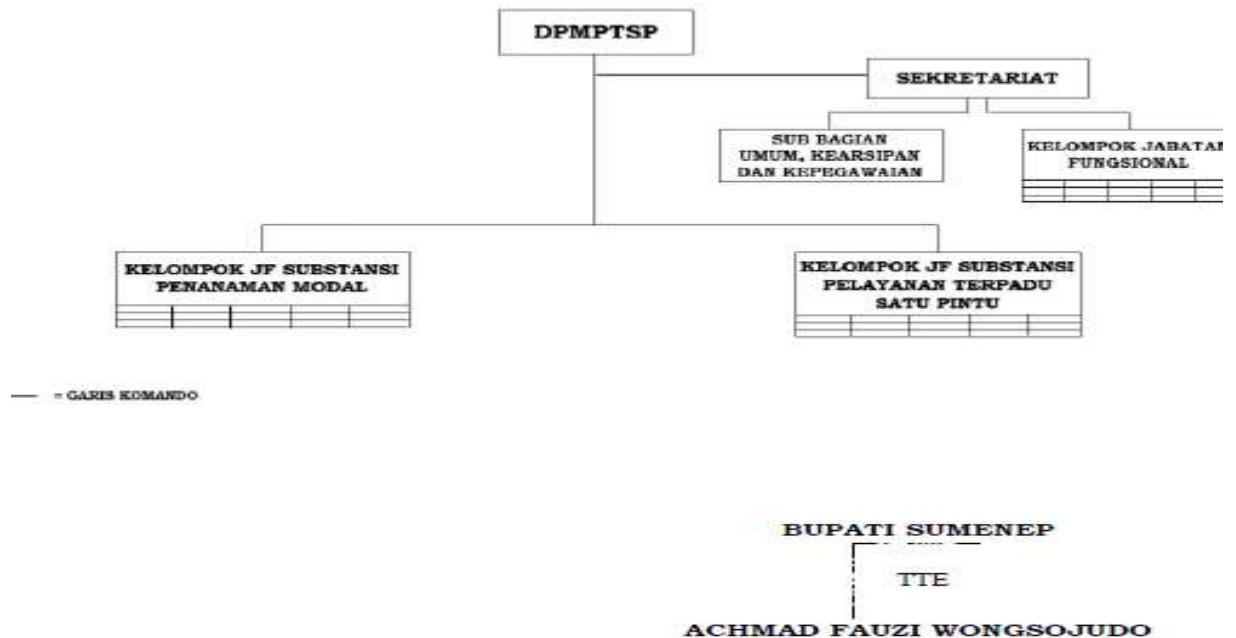 DPMPTSP
SEKRETARIAT
SUB BAGIAN
UMUM, KEARSIPAN
DAN KEPEGAWAIAN
KELOMPOK JABATAN
FUNGSIONAL
KELOMPOK JF SUBSTANSI
PENANAMAN MODAL
KELOMPOK JF SUBSTANSI
PELAYANAN TERPADU
SATU PINTU
= GARIS KOMANDO
BUPATI SUMENEP
TTE
ACHMAD FAUZI WONGSOJUDO